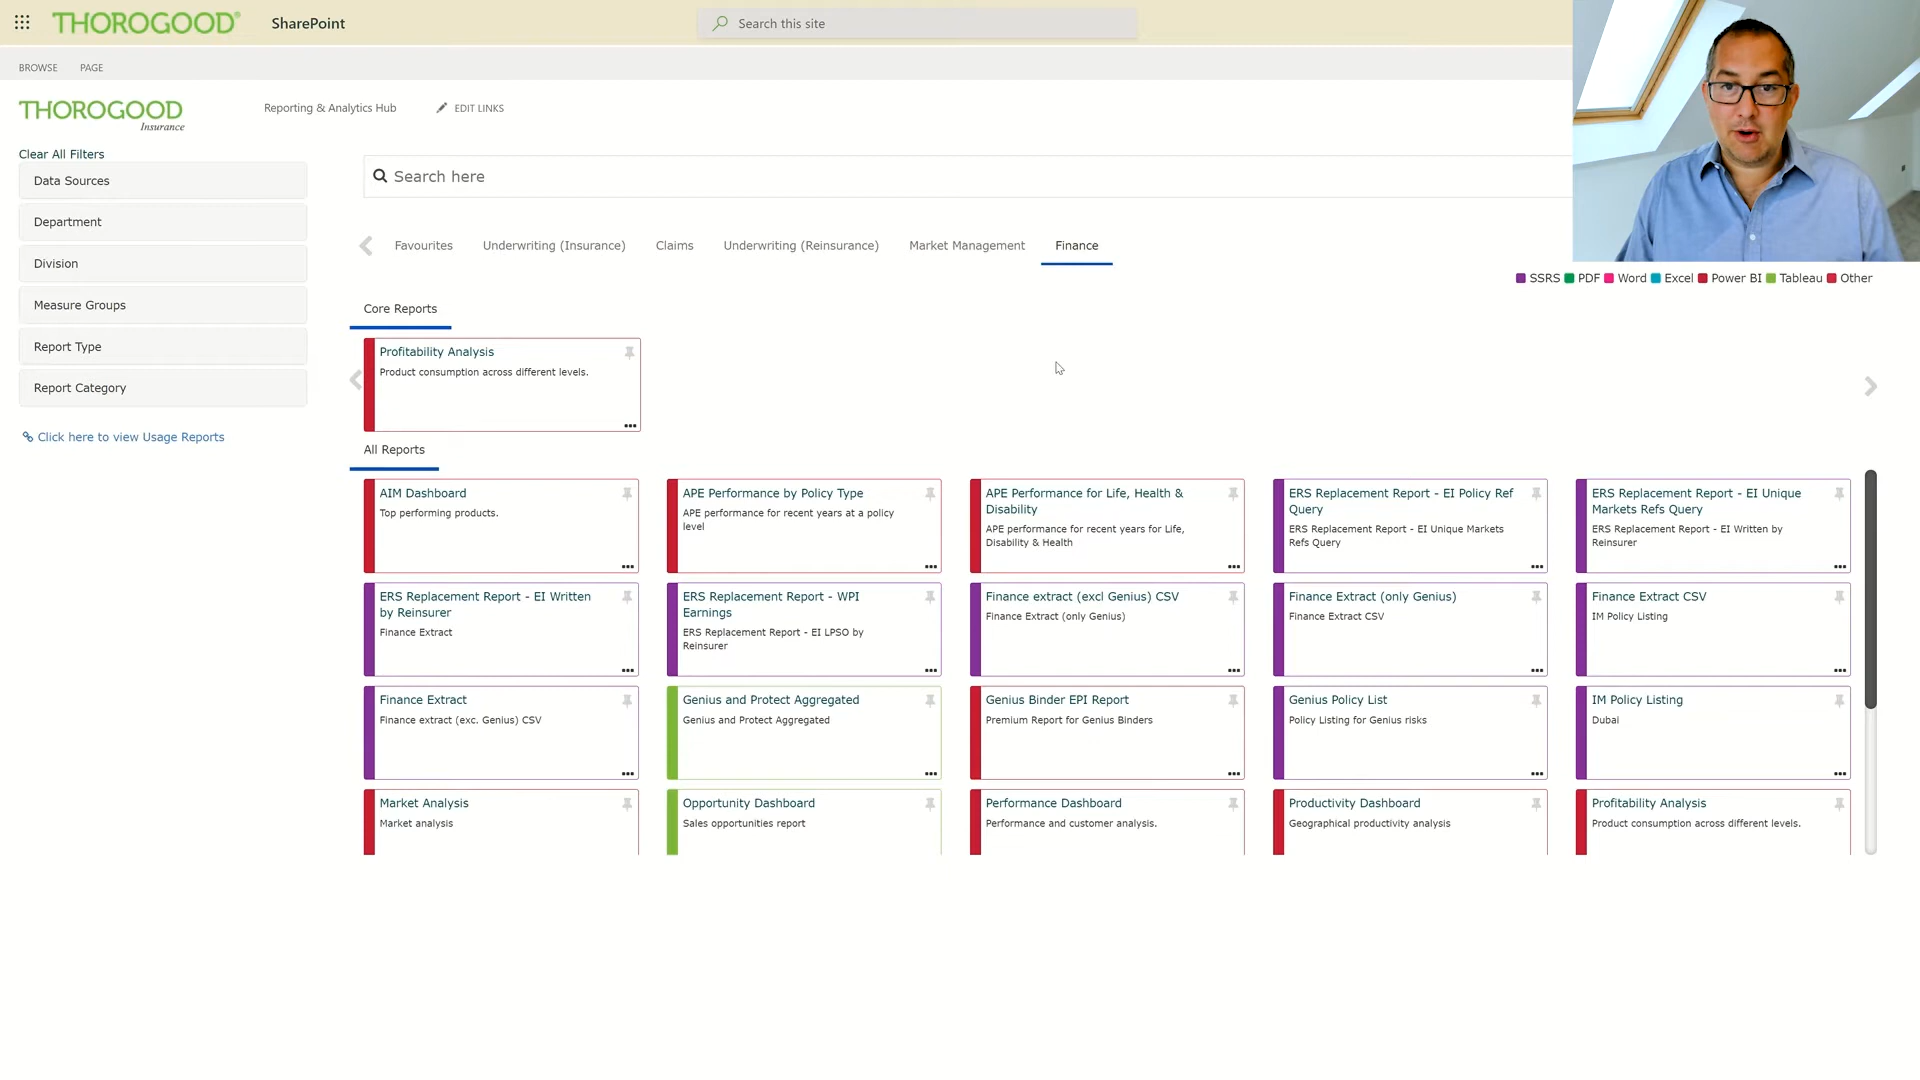 THOROGOOD® SharePoint Search this site
BROWSE PAGE
THOROGOOD
Insurance
Reporting & Analytics Hub EDIT LINKS
Clear All Filters
Data Sources
Department
Division
Measure Groups
Report Type
Report Category
Click here to view Usage Reports
Search here
Favourites Underwriting (Insurance) Claims Underwriting (Reinsurance) Market Management Finance
SSRS PDF Word Excel Power BI Tableau Other
Core Reports
Profitability Analysis
Product consumption across different levels.
All Reports
AIM Dashboard
Top performing products.
APE Performance by Policy Type
APE performance for recent years at a policy
level
APE Performance for Life, Health &
Disability
APE performance for recent years for Life,
Disability & Health
ERS Replacement Report - EI Policy Ref
Query
ERS Replacement Report - EI Unique Markets
Refs Query
ERS Replacement Report - EI Unique
Markets Refs Query
ERS Replacement Report - EI Written by
Reinsurer
ERS Replacement Report - EI Written
by Reinsurer
Finance Extract
ERS Replacement Report - WPI
Earnings
ERS Replacement Report - EI LPSO by
Reinsurer
Finance extract (excl Genius) CSV
Finance Extract (only Genius)
Finance Extract (only Genius)
Finance Extract CSV
Finance Extract CSV
IM Policy Listing
Finance Extract
Finance extract (exc. Genius) CSV
Genius and Protect Aggregated
Genius and Protect Aggregated
Genius Binder EPI Report
Premium Report for Genius Binders
Genius Policy List
Policy Listing for Genius risks
IM Policy Listing
Dubai
Market Analysis
Market analysis
Opportunity Dashboard
Sales opportunities report
Performance Dashboard
Performance and customer analysis.
Productivity Dashboard
Geographical productivity analysis
Profitability Analysis
Product consumption across different levels.